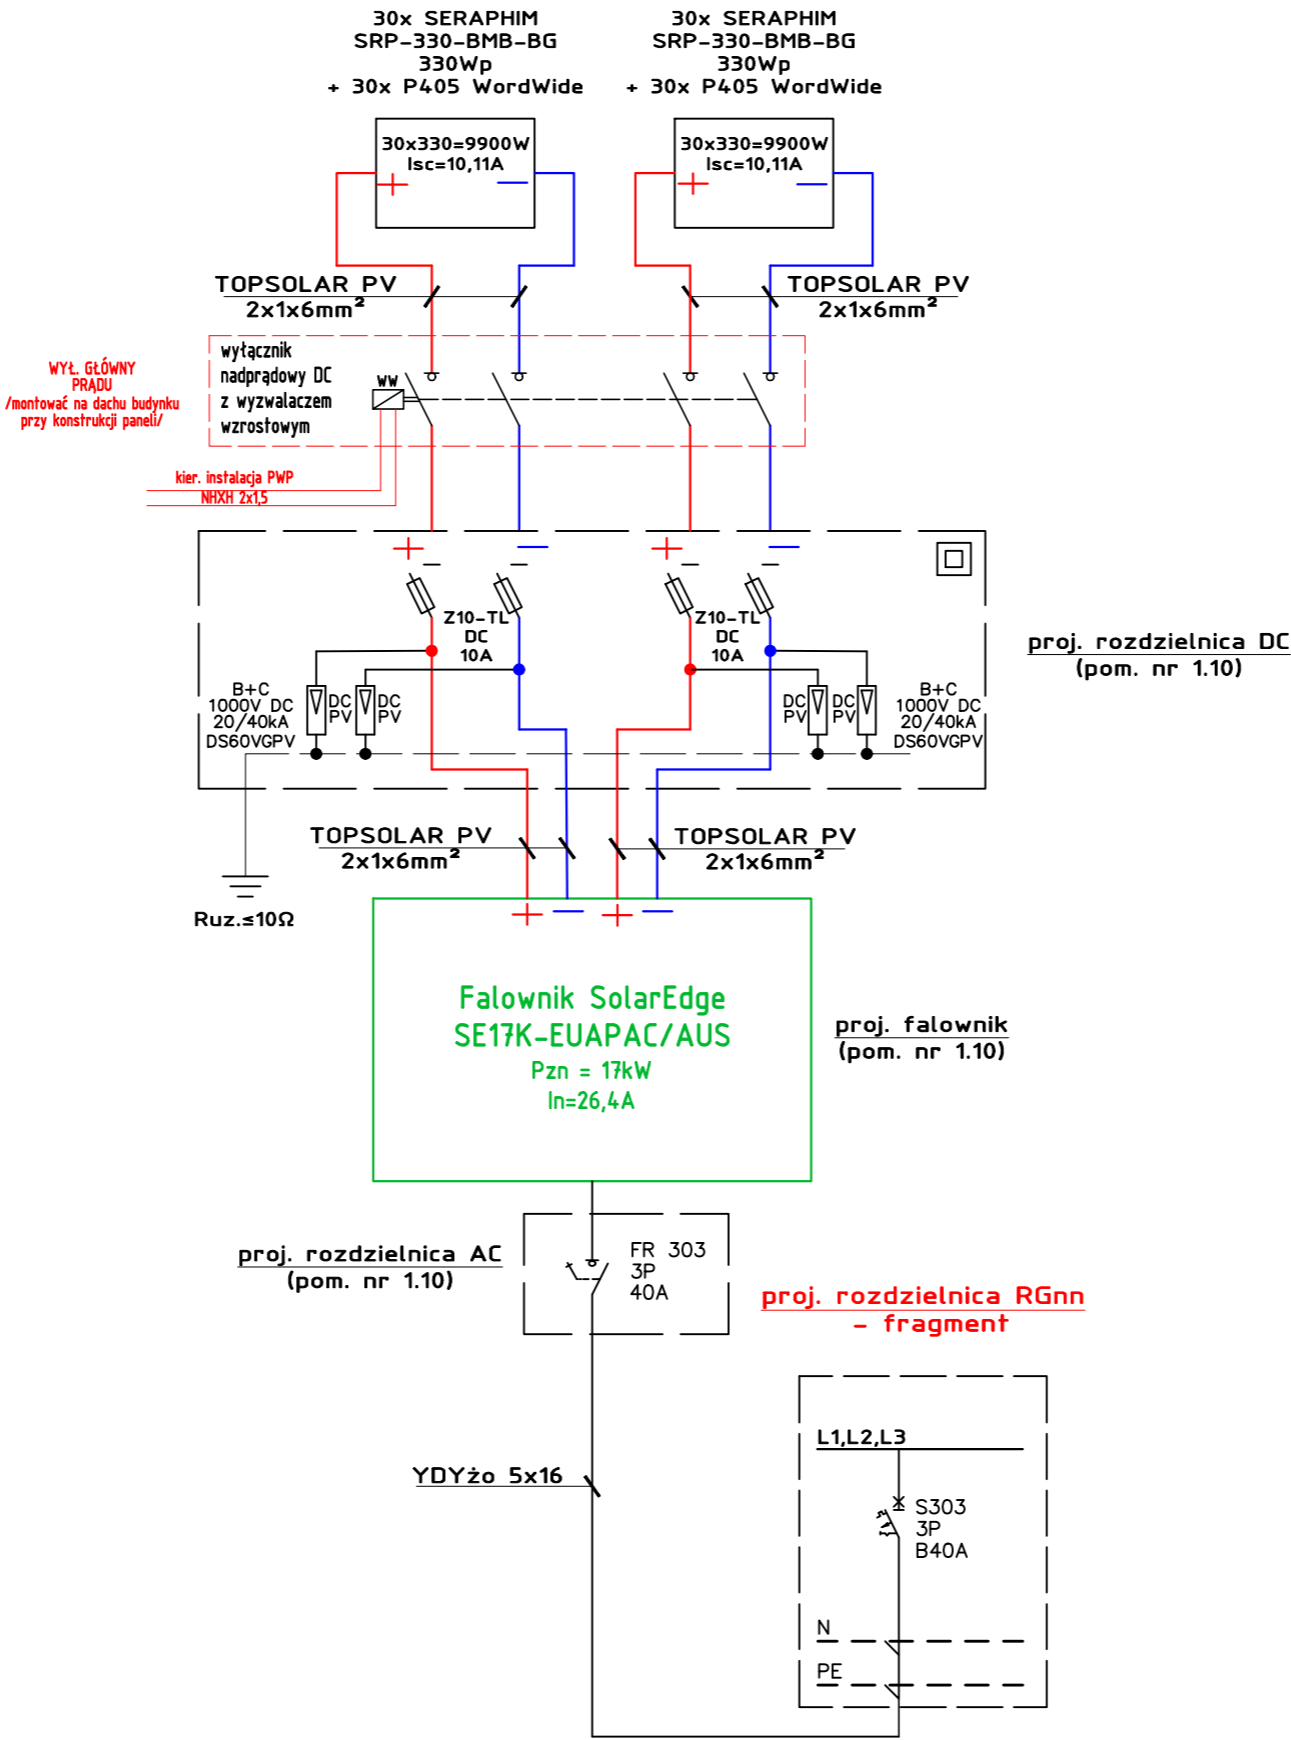 30x SERAPHIM
SRP-330-BMB-BG
330Wp
+ 30x P405 WordWide
30x SERAPHIM
SRP-330-BMB-BG
330Wp
+ 30x P405 WordWide
30x330=9900W
Isc=10,11A
30x330=9900W
Isc=10,11A
TOPSOLAR PV
2x1x6mm²
TOPSOLAR PV
2x1x6mm²
WYŁ. GŁÓWNY
PRĄDU
/montować na dachu budynku
przy konstrukcji paneli/
wyłącznik
nadprądowy DC
z wyzwalaczem
wzrostowym
WW
kier. instalacja PWP
NHXH 2x1,5
Z10-TL
DC
10A
Z10-TL
DC
10A
B+C
1000V DC
20/40kA
DS60VGPV
DC
PV
DC
PV
DC
PV
DC
PV
B+C
1000V DC
20/40kA
DS60VGPV
proj. rozdzielnica DC
(pom. nr 1.10)
TOPSOLAR PV
2x1x6mm²
TOPSOLAR PV
2x1x6mm²
Ruz.≤10Ω
Falownik SolarEdge
SE17K-EUAPAC/AUS
Pzn = 17kW
In=26,4A
proj. falownik
(pom. nr 1.10)
proj. rozdzielnica AC
(pom. nr 1.10)
FR 303
3P
40A
proj. rozdzielnica RGnn
- fragment
L1,L2,L3
YDYżo 5x16
S303
3P
B40A
N
PE